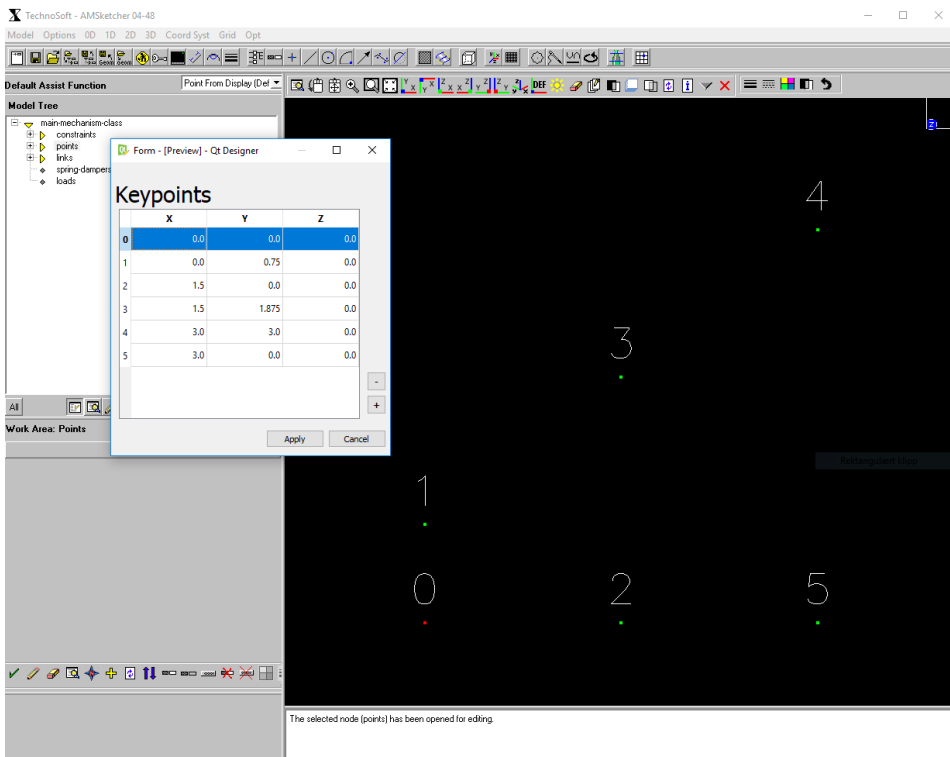 TechnoSoft - AMSketcher 04-48
Model Options 0D 1D 2D 3D Coord Syst Grid Opt
Default Assist Function
Point From Display (Del
DEF
Model Tree
main-mechanism-class
constraints
points
links
spring-dampers
loads
Form - [Preview] - Qt Designer
Keypoints
X Y Z
0 0.0 0.0 0.0
1 0.0 0.75 0.0
2 1.5 0.0 0.0
3 1.5 1.875 0.0
4 3.0 3.0 0.0
5 3.0 0.0 0.0
-
+
Apply Cancel
All
Work Area: Points
4
3
1
0 2 5
Rektangulært klipp
The selected node (points) has been opened for editing.